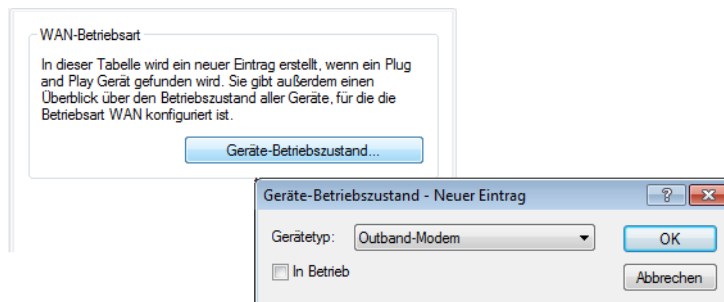 WAN-Betriebsart
In dieser Tabelle wird ein neuer Eintrag erstellt, wenn ein Plug
and Play Gerät gefunden wird. Sie gibt außerdem einen
Überblick über den Betriebszustand aller Geräte, für die die
Betriebsart WAN konfiguriert ist.
Geräte-Betriebszustand...
Geräte-Betriebszustand - Neuer Eintrag
Gerätetyp: Outband-Modem OK
In Betrieb Abbrechen